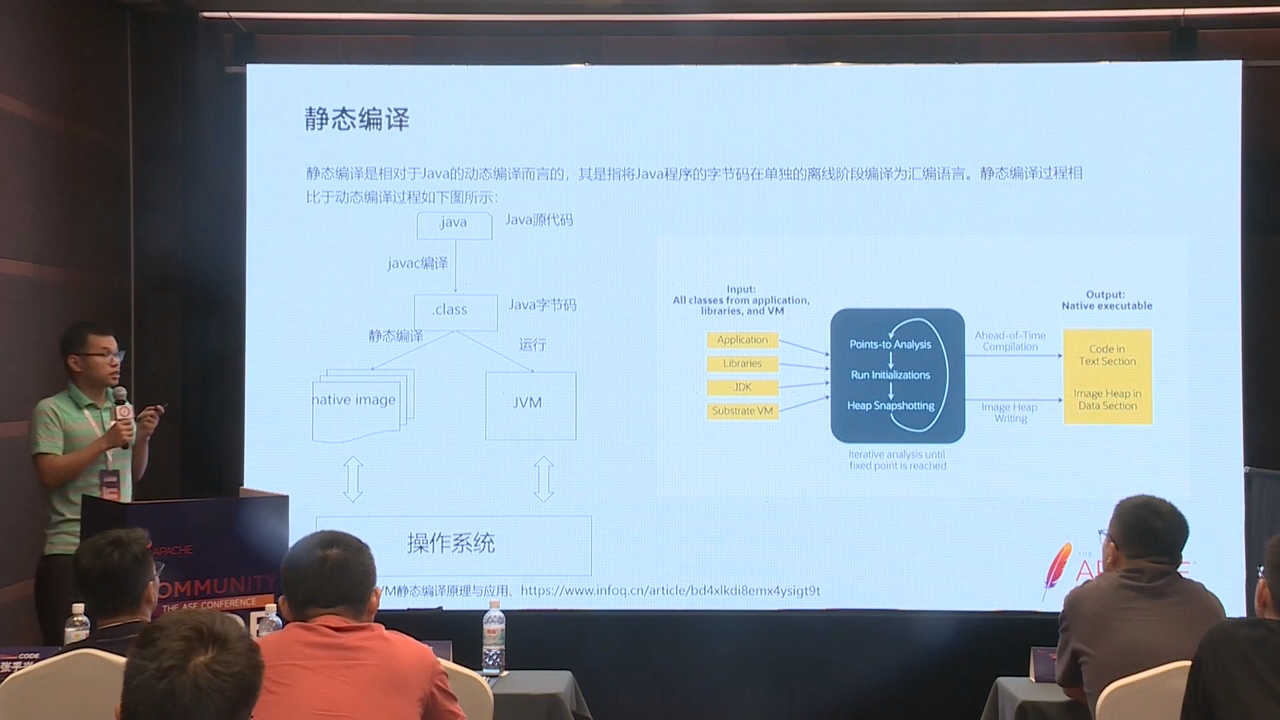 静态编译
静态编译是相对于Java的动态编译而言的，其是指将Java程序的字节码在单独的离线阶段编译为汇编语言。静态编译过程相
比于动态编译过程如下图所示：
.java
Java源代码
javac编译
.class
Java字节码
静态编译
运行
native image
JVM
操作系统
Input:
All classes from application,
libraries, and VM
Application
Libraries
JDK
Substrate VM
Points-to Analysis
Run Initializations
Heap Snapshotting
Iterative analysis until
fixed point is reached
Ahead-of-Time
Compilation
Image Heap
Writing
Output:
Native executable
Code in
Text Section
Image Heap in
Data Section
VM静态编译原理与应用、https://www.infoq.cn/article/bd4xlkdi8emx4ysigt9t
APACHE
COMMUNITY
THE ASF CONFERENCE
CODE